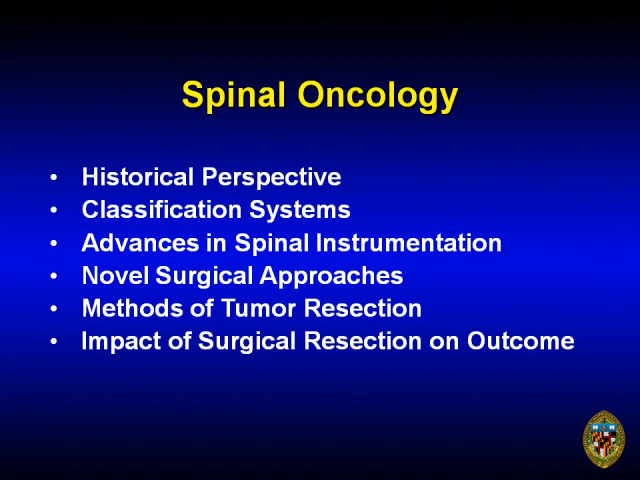 Spinal Oncology
• Historical Perspective
• Classification Systems
• Advances in Spinal Instrumentation
• Novel Surgical Approaches
• Methods of Tumor Resection
• Impact of Surgical Resection on Outcome